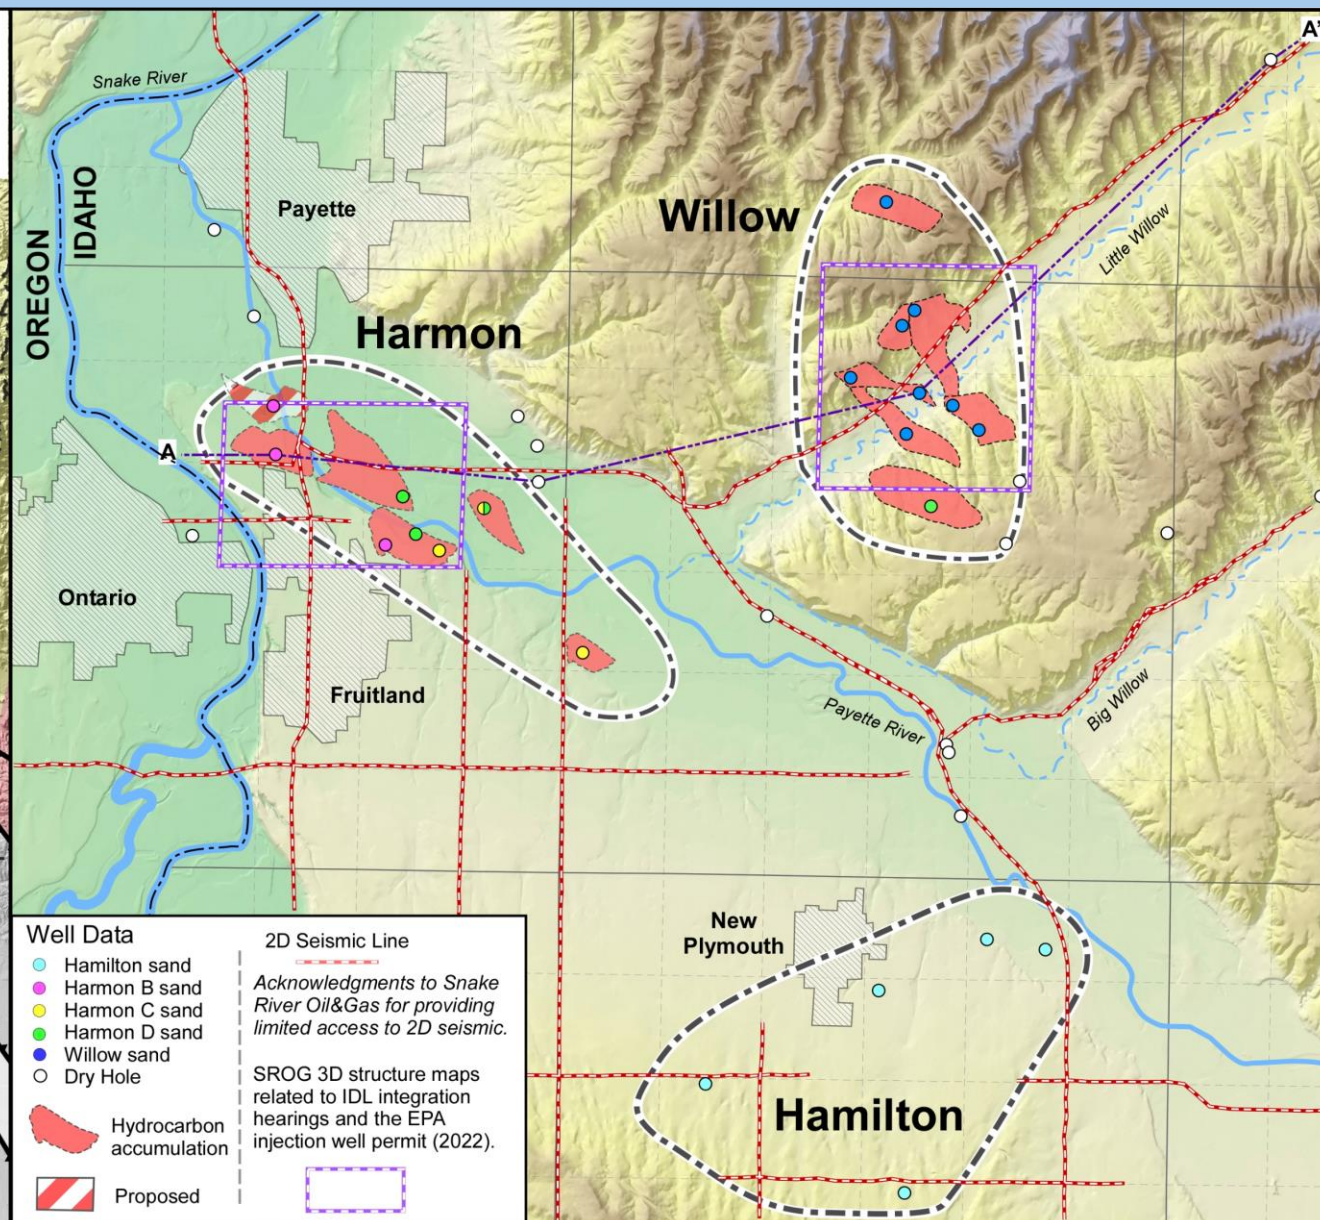 A'
Snake River
OREGON
IDAHO
Payette
Willow
Little Willow
Harmon
A
Ontario
Fruitland
Payette River
Big Willow
New
Plymouth
Hamilton
Well Data
Hamilton sand
Harmon B sand
Harmon C sand
Harmon D sand
Willow sand
Dry Hole
Hydrocarbon
accumulation
Proposed
2D Seismic Line
Acknowledgments to Snake
River Oil&Gas for providing
limited access to 2D seismic.
SROG 3D structure maps
related to IDL integration
hearings and the EPA
injection well permit (2022).